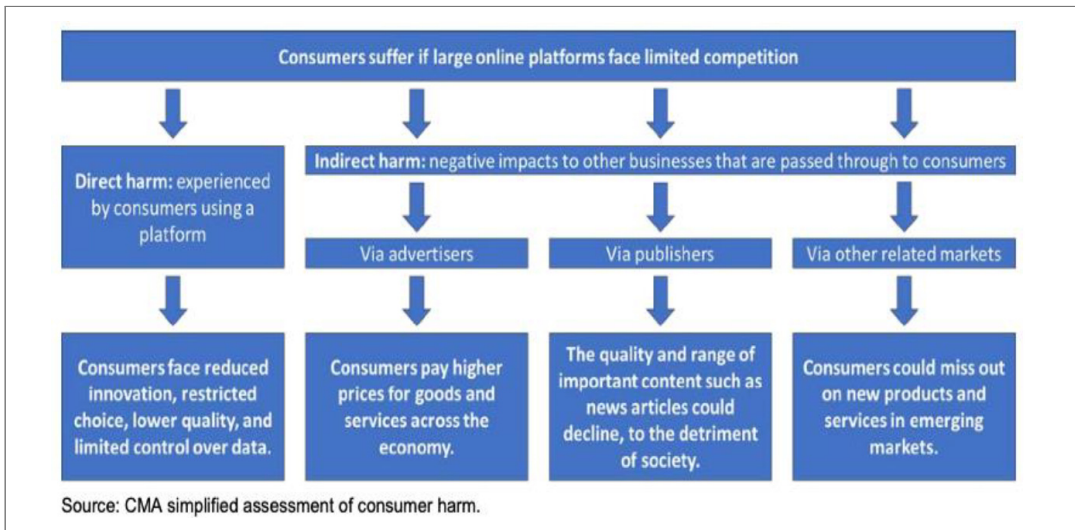 Consumers suffer if large online platforms face limited competition
Direct harm: experienced
by consumers using a
platform
Indirect harm: negative impacts to other businesses that are passed through to consumers
Via advertisers
Via publishers
Via other related markets
Consumers face reduced
innovation, restricted
choice, lower quality, and
limited control over data.
Consumers pay higher
prices for goods and
services across the
economy.
The quality and range of
important content such as
news articles could
decline, to the detriment
of society.
Consumers could miss out
on new products and
services in emerging
markets.
Source: CMA simplified assessment of consumer harm.